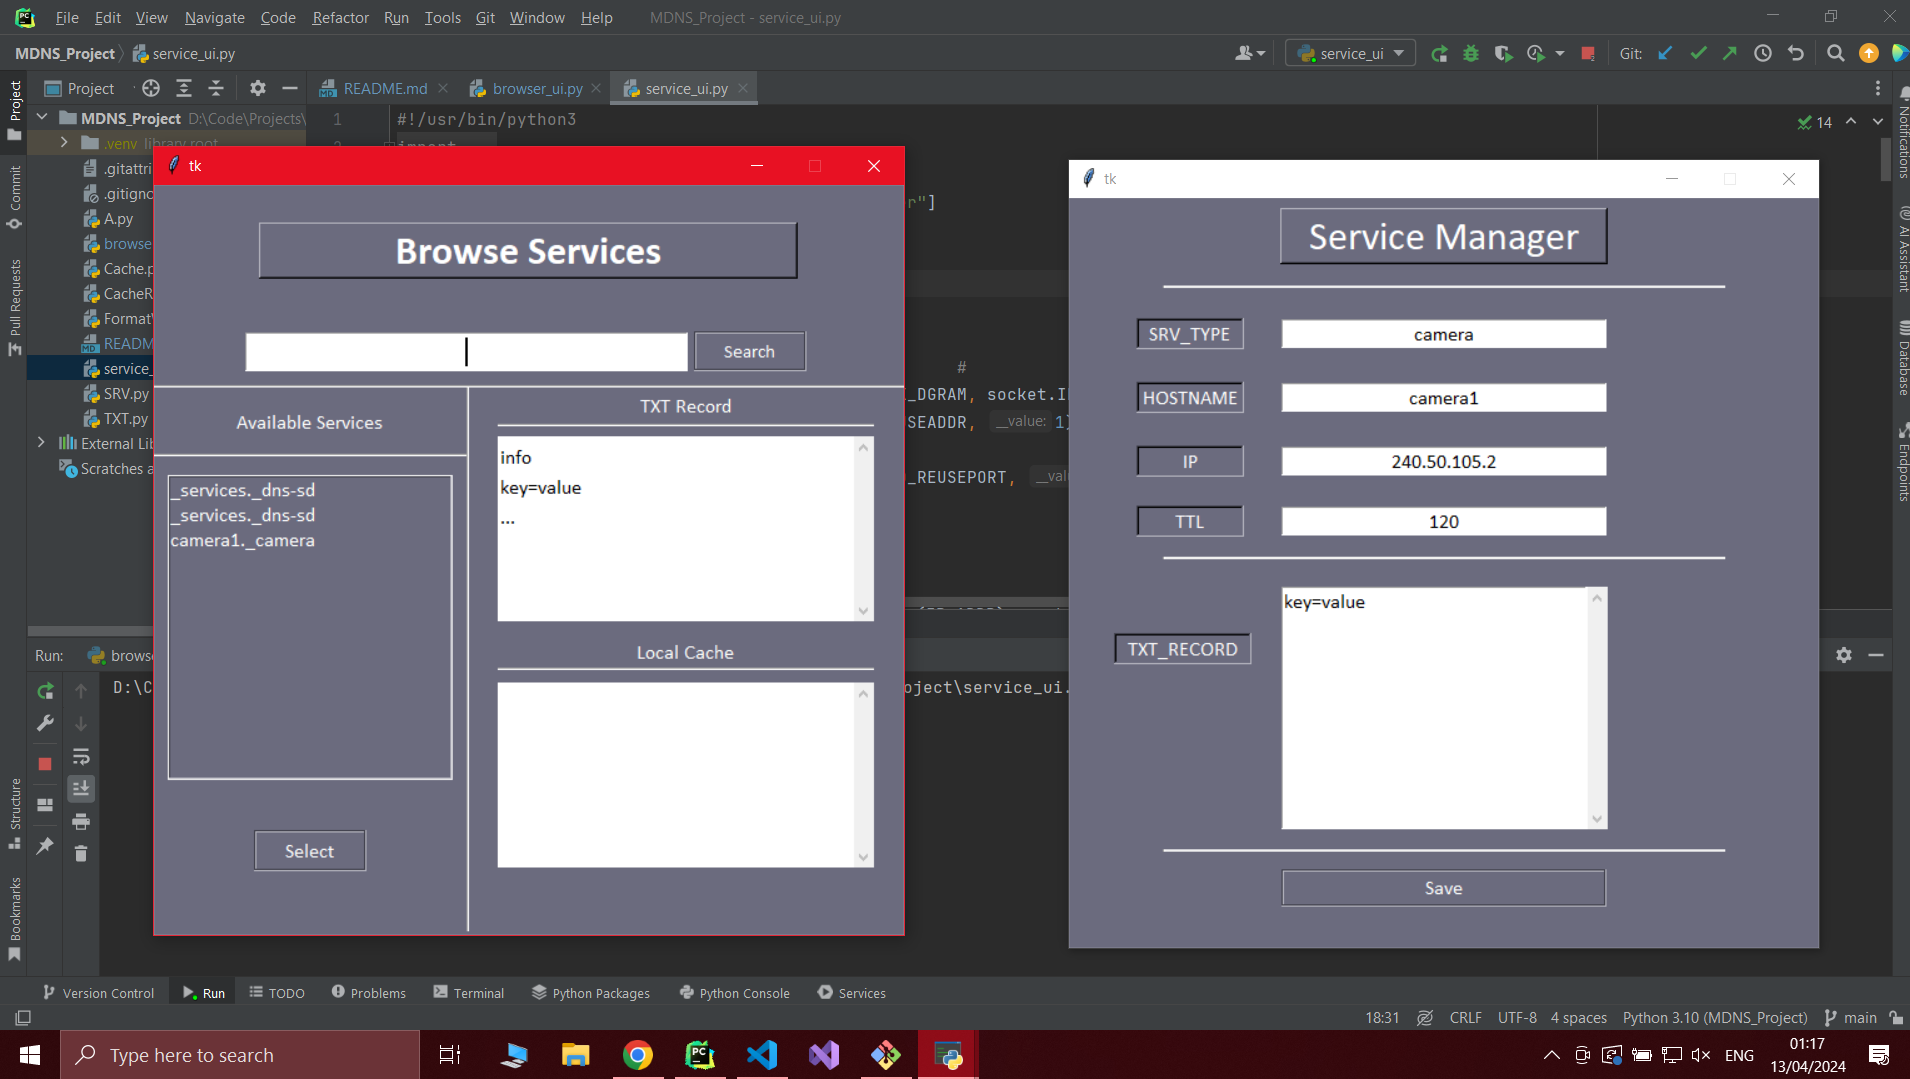 File Edit View Navigate Code Refactor Run Tools Git Window Help MDNS_Project - service_ui.py
MDNS_Project service_ui.py
service_ui Git:
Project
README.md browser_ui.py service_ui.py
MDNS_Project D:\Code\Projects\
.venv library root
.gitattri
.gitigno
A.py
browse
Cache.p
CacheR
Format
READM
service_
SRV.py
TXT.py
External Lib
Scratches a
1 #!/usr/bin/python3
import
14
r"]
#
_DGRAM, socket.I
SEADDR, __value: 1)
O_REUSEPORT,
tk
Browse Services
Search
Available Services
_services._dns-sd
_services._dns-sd
camera1._camera
Select
TXT Record
info
key=value
...
Local Cache
tk
Service Manager
SRV_TYPE camera
HOSTNAME camera1
IP 240.50.105.2
TTL 120
TXT_RECORD
key=value
Save
Project
Commit
Pull Requests
Structure
Bookmarks
Notifications
AI Assistant
Database
Endpoints
Run: browse
D:\C
oject\service_ui.
Version Control Run TODO Problems Terminal Python Packages Python Console Services
18:31 CRLF UTF-8 4 spaces Python 3.10 (MDNS_Project) main
Type here to search
ENG
01:17
13/04/2024